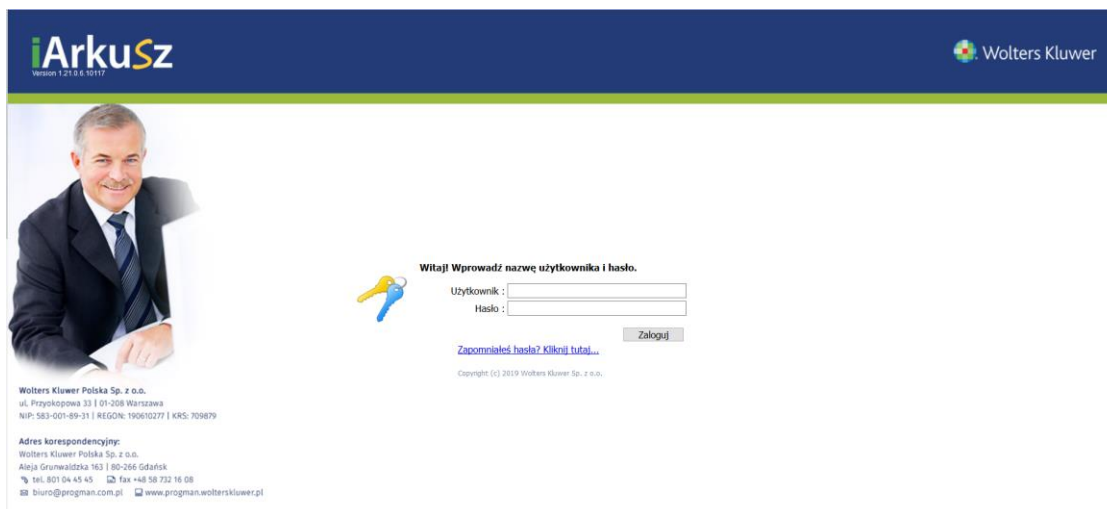 iArkuSz
Version 1.21.0.6.10117
Wolters Kluwer
Witaj! Wprowadź nazwę użytkownika i hasło.
Użytkownik :
Hasło :
Zaloguj
Zapomniałeś hasła? Kliknij tutaj...
Copyright (c) 2019 Wolters Kluwer Sp. z o.o.
Wolters Kluwer Polska Sp. z o.o.
ul. Przyokopowa 33 | 01-208 Warszawa
NIP: 583-001-89-31 | REGON: 190610277 | KRS: 709879
Adres korespondencyjny:
Wolters Kluwer Polska Sp. z o.o.
Aleja Grunwaldzka 163 | 80-266 Gdańsk
tel. 801 04 45 45 fax +48 58 732 16 08
biuro@progman.com.pl www.progman.wolterskluwer.pl